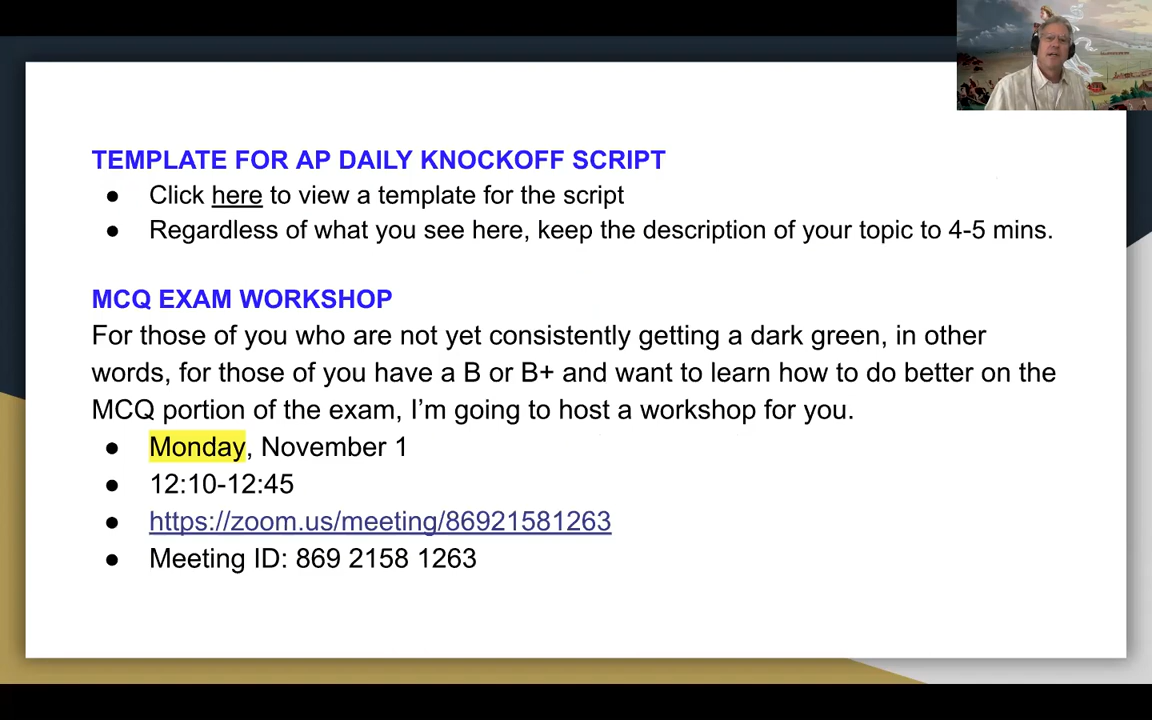 TEMPLATE FOR AP DAILY KNOCKOFF SCRIPT
● Click here to view a template for the script
● Regardless of what you see here, keep the description of your topic to 4-5 mins.
MCQ EXAM WORKSHOP
For those of you who are not yet consistently getting a dark green, in other
words, for those of you have a B or B+ and want to learn how to do better on the
MCQ portion of the exam, I'm going to host a workshop for you.
● Monday, November 1
● 12:10-12:45
● https://zoom.us/meeting/86921581263
● Meeting ID: 869 2158 1263